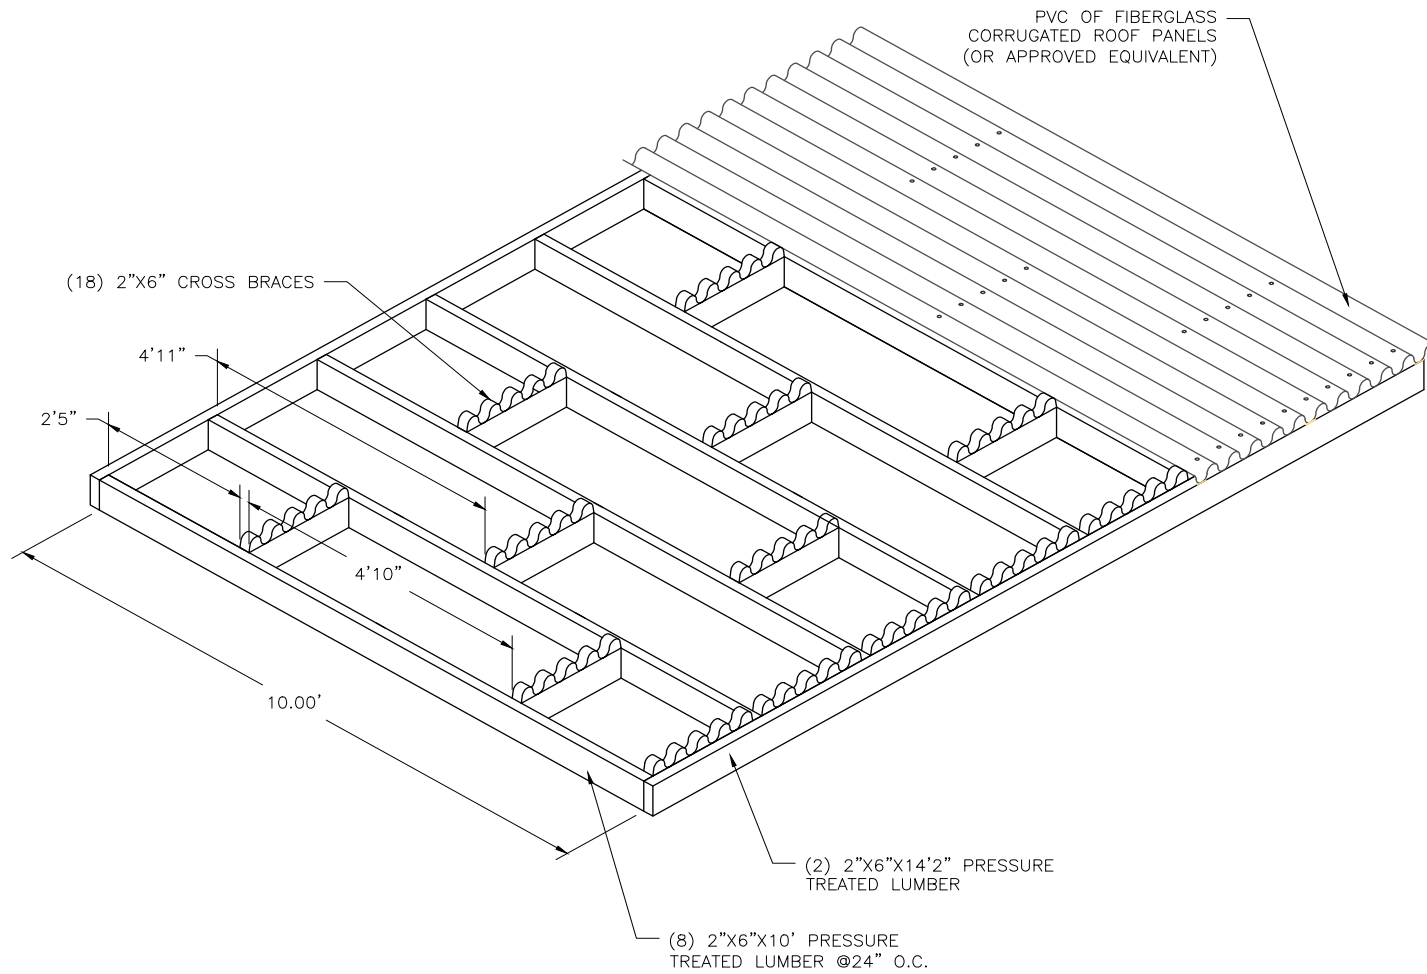 PVC OF FIBERGLASS
CORRUGATED ROOF PANELS
(OR APPROVED EQUIVALENT)
(18) 2”X6” CROSS BRACES
4’11”
2’5”
4’10”
10.00’
(2) 2”X6”X14’2” PRESSURE
TREATED LUMBER
(8) 2”X6”X10’ PRESSURE
TREATED LUMBER @24” O.C.